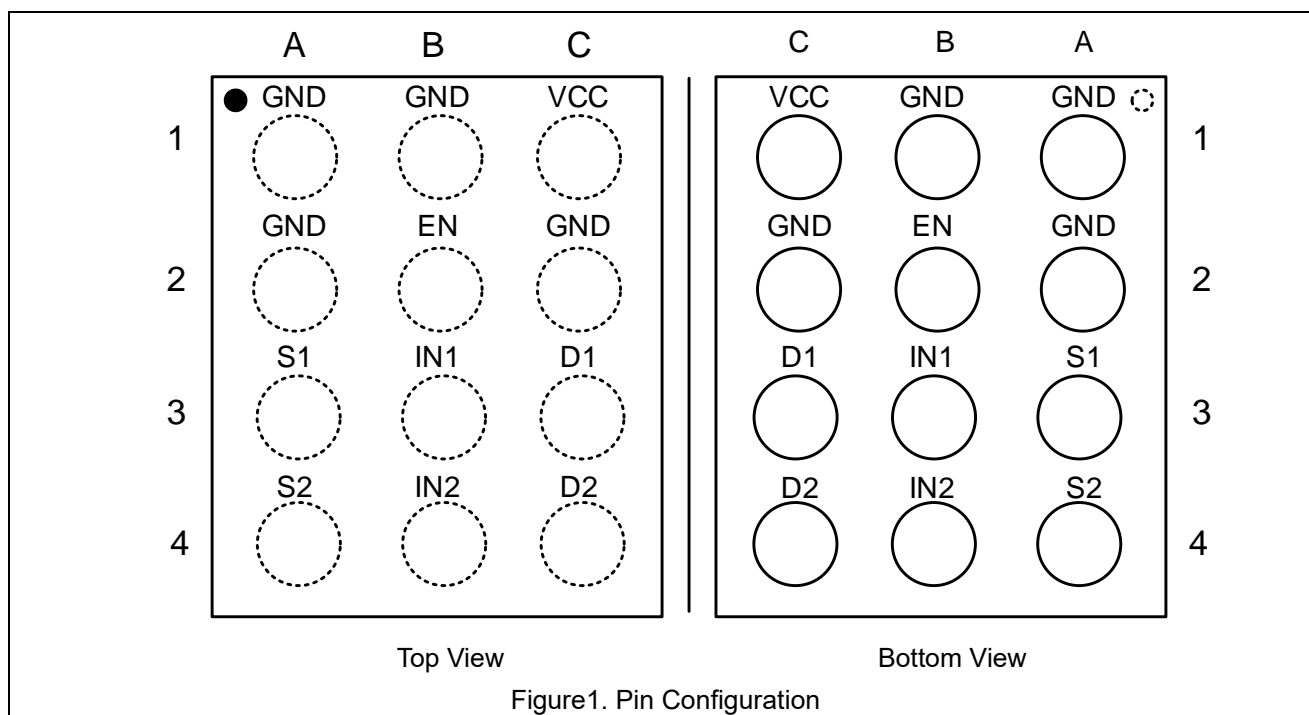 A B C C B A
GND GND VCC VCC GND GND
1 1
GND EN GND GND EN GND
2 2
S1 IN1 D1 D1 IN1 S1
3 3
S2 IN2 D2 D2 IN2 S2
4 4
Top View Bottom View
Figure1. Pin Configuration